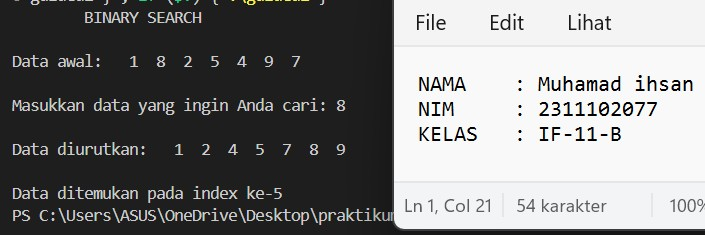 BINARY SEARCH
Data awal: 1 8 2 5 4 9 7
Masukkan data yang ingin Anda cari: 8
Data diurutkan: 1 2 4 5 7 8 9
Data ditemukan pada index ke-5
PS C:\Users\ASUS\OneDrive\Desktop\praktikum
File Edit Lihat
NAMA : Muhamad ihsan
NIM : 2311102077
KELAS : IF-11-B
Ln 1, Col 21 54 karakter 100%